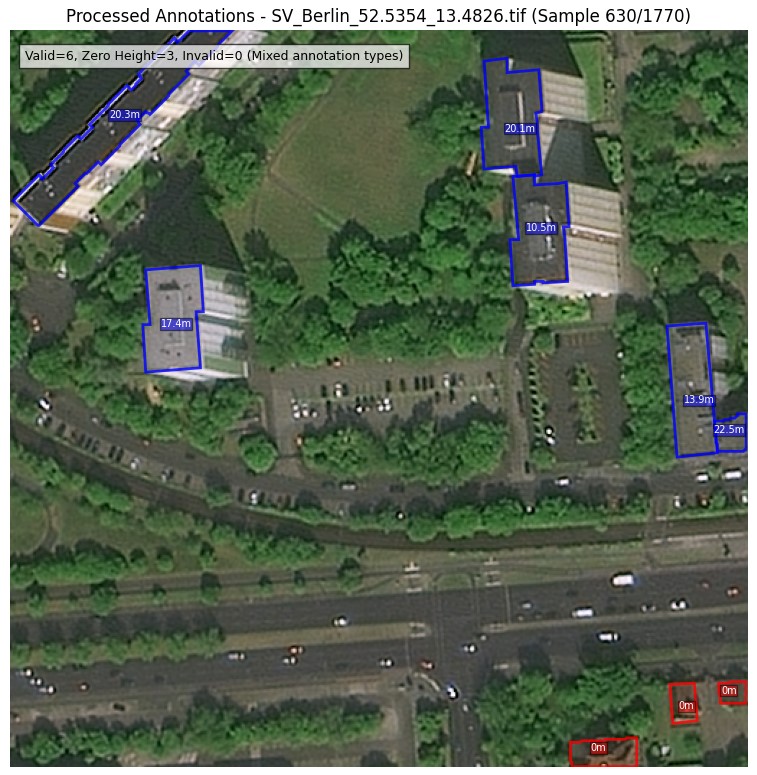 Processed Annotations - SV_Berlin_52.5354_13.4826.tif (Sample 630/1770)
Valid=6, Zero Height=3, Invalid=0 (Mixed annotation types)
20.3m
20.1m
10.5m
17.4m
13.9m
22.5m
0m
0m
0m